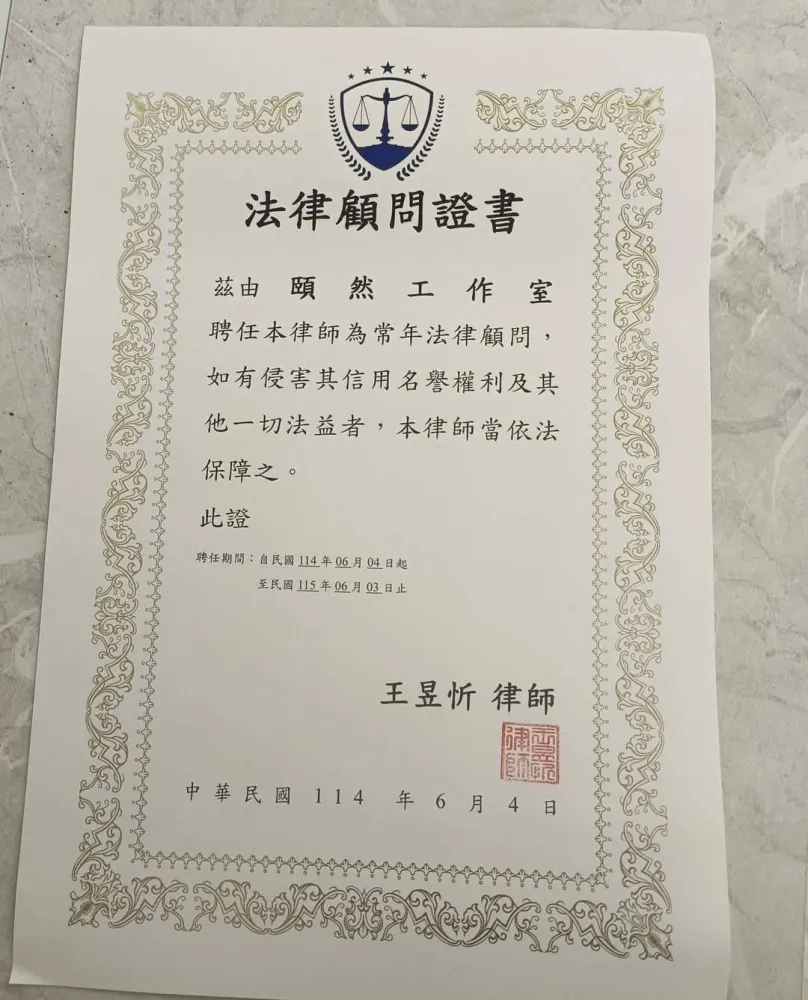 法律顧問證書
茲由 頤然工作室
聘任本律師為常年法律顧問，
如有侵害其信用名譽權利及其
他一切法益者，本律師當依法
保障之。
此證
聘任期間：自民國 114 年 06 月 04 日起
至民國 115 年 06 月 03 日止
王昱忻 律師
中華民國 114 年 6 月 4 日